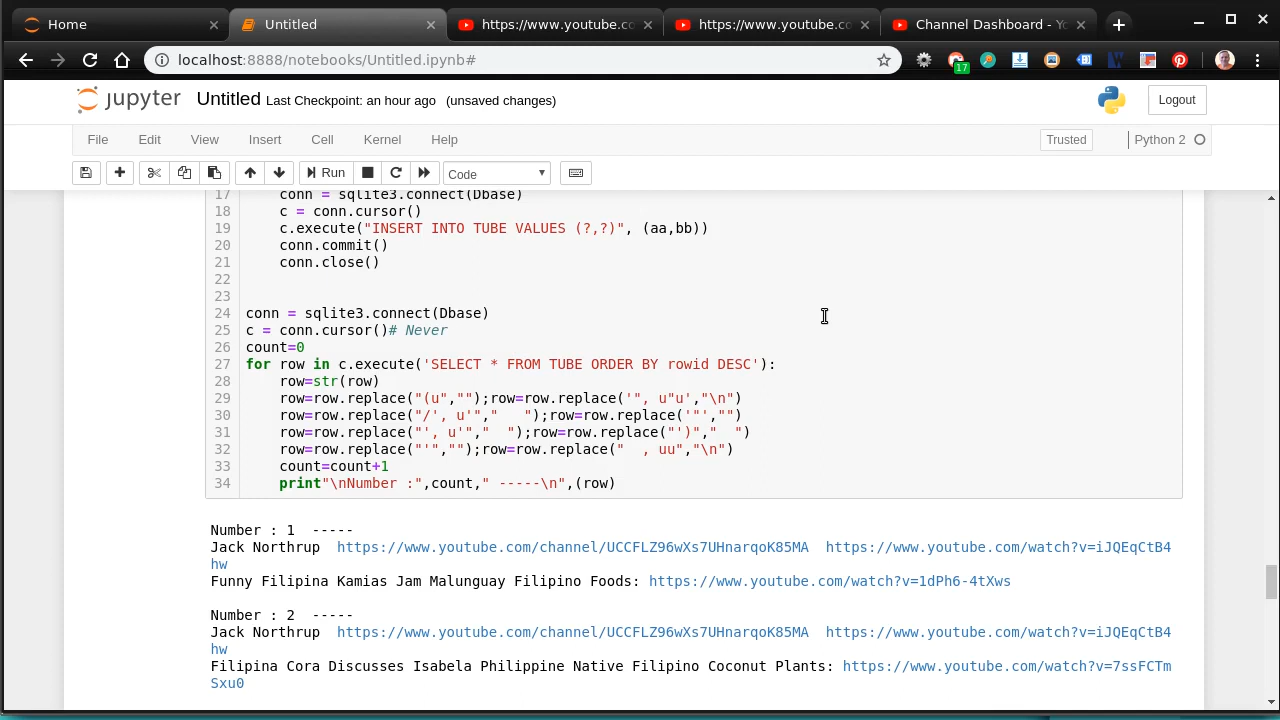 Home
Untitled
https://www.youtube.co
https://www.youtube.co
Channel Dashboard - Yo
localhost:8888/notebooks/Untitled.ipynb#
17
jupyter Untitled Last Checkpoint: an hour ago (unsaved changes)
Logout
File Edit View Insert Cell Kernel Help
Trusted
Python 2
Run
Code
17     conn = sqlite3.connect(Dbase)
18     c = conn.cursor()
19     c.execute("INSERT INTO TUBE VALUES (?,?)", (aa,bb))
20     conn.commit()
21     conn.close()
22
23
24 conn = sqlite3.connect(Dbase)
25 c = conn.cursor()# Never
26 count=0
27 for row in c.execute('SELECT * FROM TUBE ORDER BY rowid DESC'):
28     row=str(row)
29     row=row.replace("(u","");row=row.replace('", u"u',"\n")
30     row=row.replace("/', u'","   ");row=row.replace('"',"")
31     row=row.replace("', u'","  ");row=row.replace("')","  ")
32     row=row.replace("'","");row=row.replace("  , uu","\n")
33     count=count+1
34     print"\nNumber :",count," -----\n",(row)
Number : 1  -----
Jack Northrup  https://www.youtube.com/channel/UCCFLZ96wXs7UHnarqoK85MA  https://www.youtube.com/watch?v=iJQEqCtB4
hw
Funny Filipina Kamias Jam Malunguay Filipino Foods: https://www.youtube.com/watch?v=1dPh6-4tXws
Number : 2  -----
Jack Northrup  https://www.youtube.com/channel/UCCFLZ96wXs7UHnarqoK85MA  https://www.youtube.com/watch?v=iJQEqCtB4
hw
Filipina Cora Discusses Isabela Philippine Native Filipino Coconut Plants: https://www.youtube.com/watch?v=7ssFCTm
Sxu0